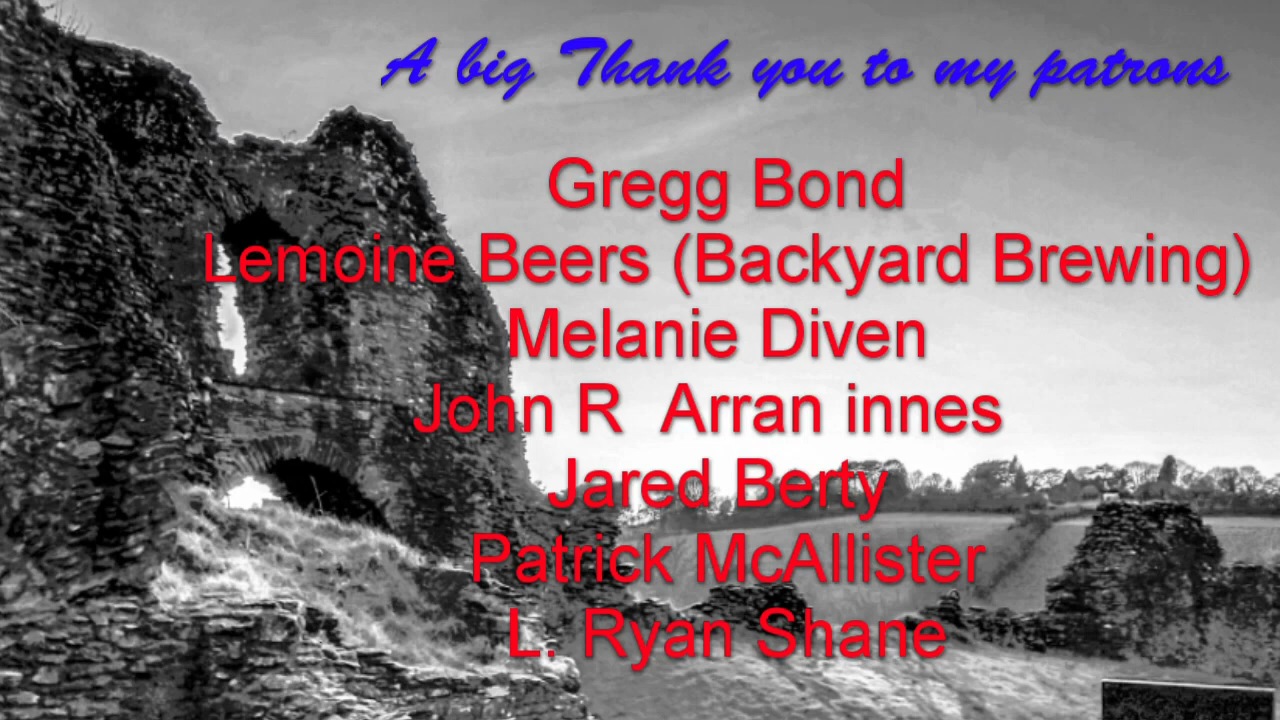 A big Thank you to my patrons
Gregg Bond
Lemoine Beers (Backyard Brewing)
Melanie Diven
John R  Arran innes
Jared Berty
Patrick McAllister
L. Ryan Shane